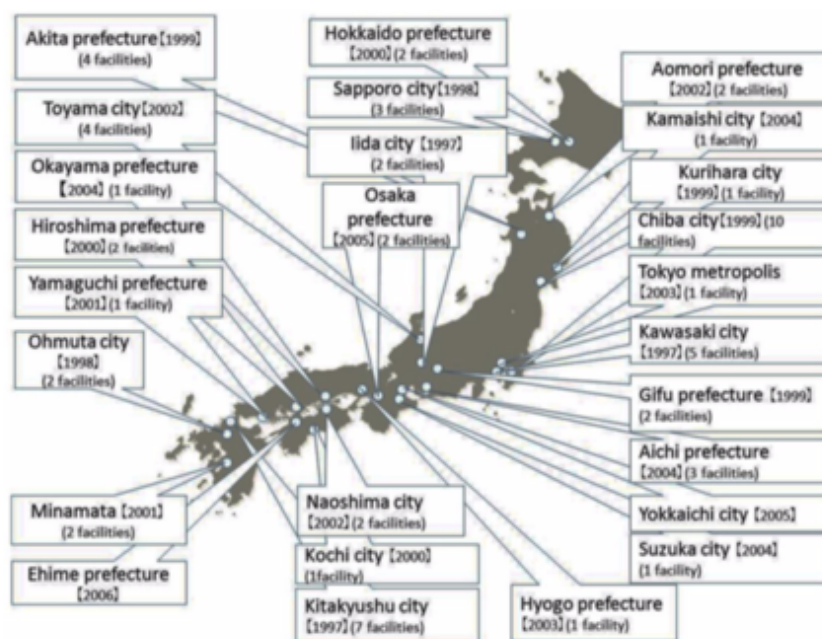 Akita prefecture【1999】
(4 facilities)
Toyama city【2002】
(4 facilities)
Okayama prefecture
【2004】(1 facility)
Hiroshima prefecture
【2000】(2 facilities)
Yamaguchi prefecture
【2001】(1 facility)
Ohmuta city
【1998】
(2 facilities)
Minamata【2001】
(2 facilities)
Ehime prefecture
【2006】
Hokkaido prefecture
【2000】(2 facilities)
Sapporo city【1998】
(3 facilities)
Iida city【1997】
(2 facilities)
Osaka
prefecture
【2005】(2 facilities)
Naoshima city
【2002】(2 facilities)
Kochi city【2000】
(1facility)
Kitakyushu city
【1997】(7 facilities)
Hyogo prefecture
【2003】(1 facility)
Aomori prefecture
【2002】(2 facilities)
Kamaishi city【2004】
(1 facility)
Kurihara city
【1999】(1 facility)
Chiba city【1999】(10
facilities)
Tokyo metropolis
【2003】(1 facility)
Kawasaki city
【1997】(5 facilities)
Gifu prefecture【1999】
(2 facilities)
Aichi prefecture
【2004】(3 facilities)
Yokkaichi city【2005】
Suzuka city【2004】
(1 facility)